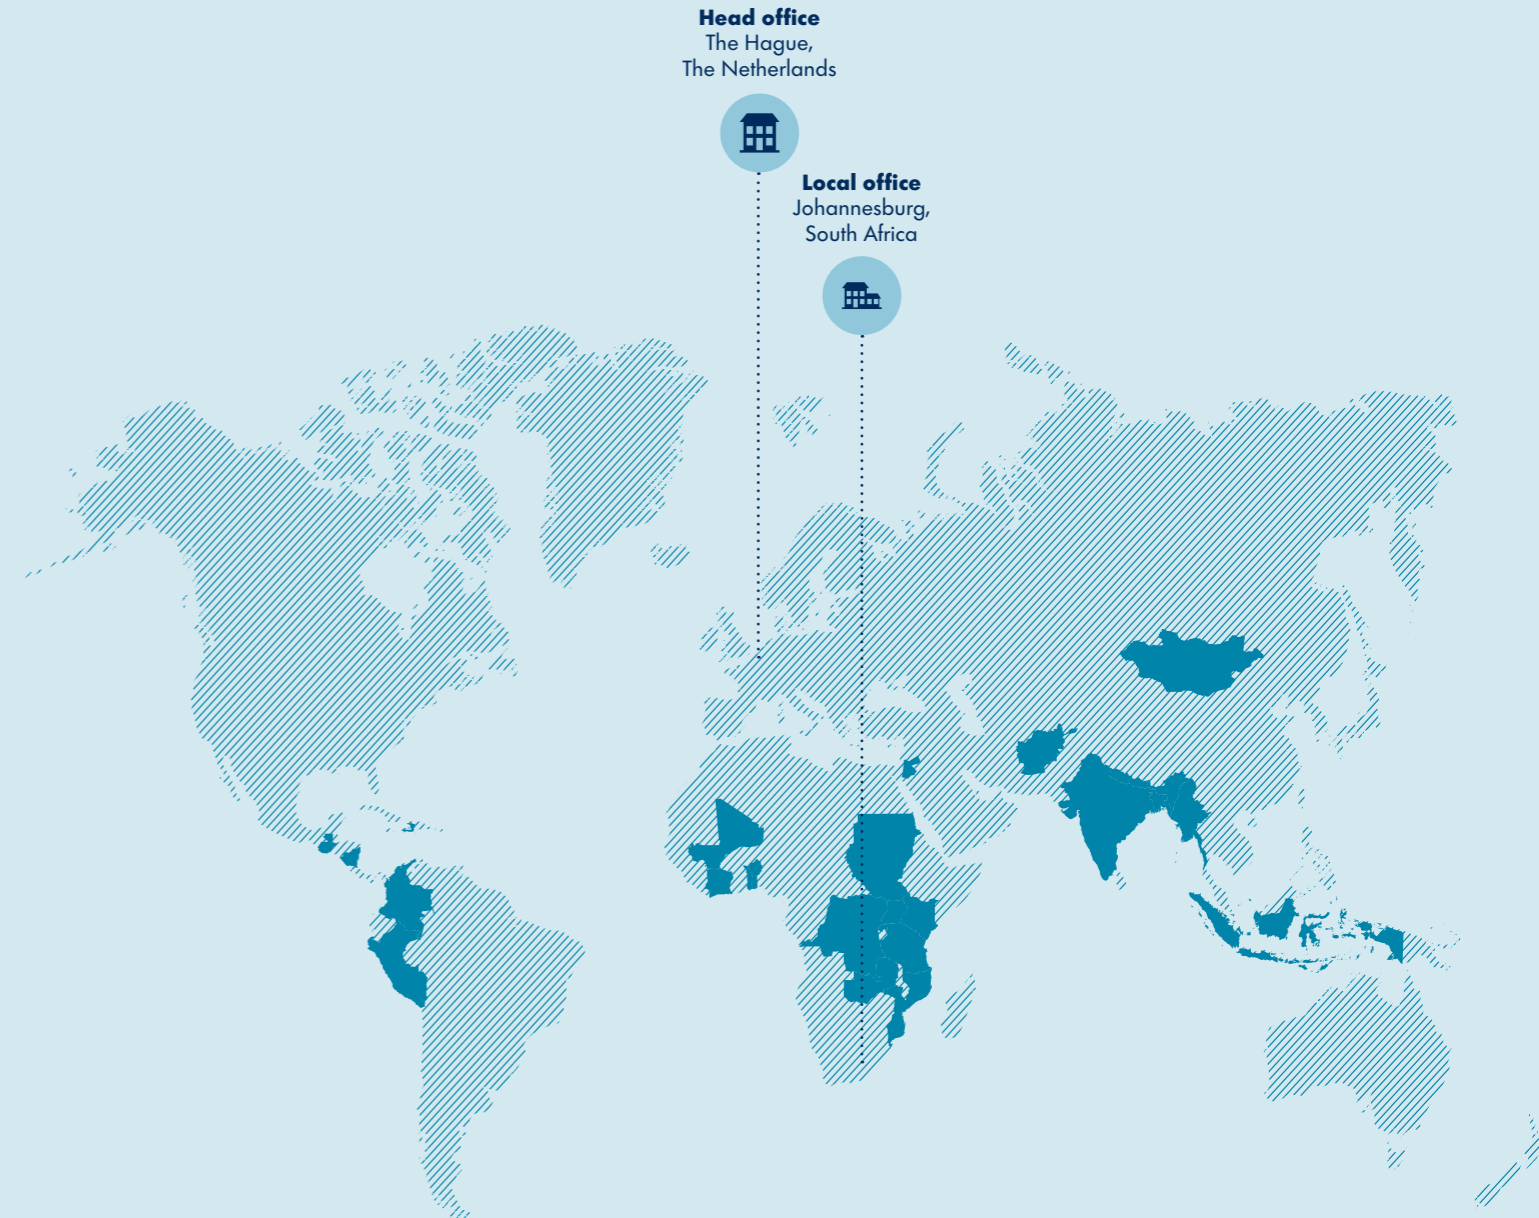 Head office
The Hague,
The Netherlands
Local office
Johannesburg,
South Africa